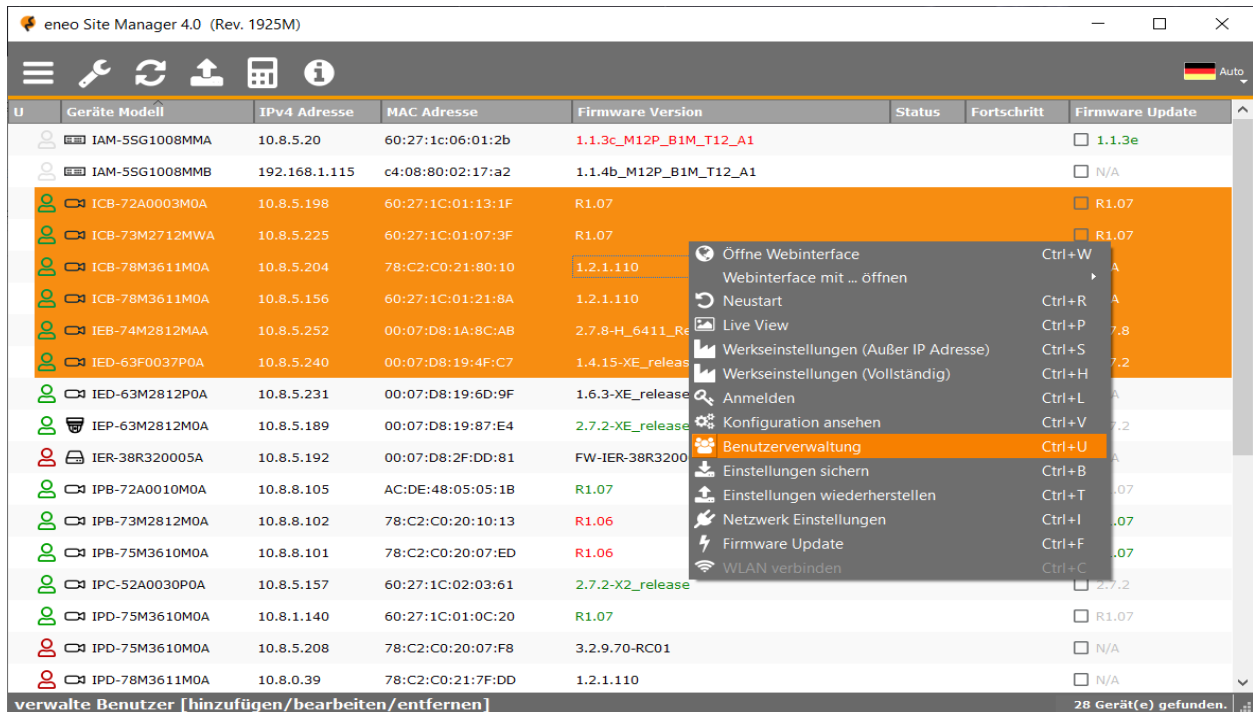 eneo Site Manager 4.0 (Rev. 1925M)
Auto
U Geräte Modell IPv4 Adresse MAC Adresse Firmware Version Status Fortschritt Firmware Update
IAM-5SG1008MMA 10.8.5.20 60:27:1c:06:01:2b 1.1.3c_M12P_B1M_T12_A1 1.1.3e
IAM-5SG1008MMB 192.168.1.115 c4:08:80:02:17:a2 1.1.4b_M12P_B1M_T12_A1 N/A
ICB-72A0003M0A 10.8.5.198 60:27:1C:01:13:1F R1.07 R1.07
ICB-73M2712MWA 10.8.5.225 60:27:1C:01:07:3F R1.07 R1.07
ICB-78M3611M0A 10.8.5.204 78:C2:C0:21:80:10 1.2.1.110
ICB-78M3611M0A 10.8.5.156 60:27:1C:01:21:8A 1.2.1.110
IEB-74M2812MAA 10.8.5.252 00:07:D8:1A:8C:AB 2.7.8-H_6411_Re 7.8
IED-63F0037P0A 10.8.5.240 00:07:D8:19:4F:C7 1.4.15-XE_releas 7.2
IED-63M2812P0A 10.8.5.231 00:07:D8:19:6D:9F 1.6.3-XE_release
IEP-63M2812M0A 10.8.5.189 00:07:D8:19:87:E4 2.7.2-XE_release 7.2
IER-38R320005A 10.8.5.192 00:07:D8:2F:DD:81 FW-IER-38R3200
IPB-72A0010M0A 10.8.8.105 AC:DE:48:05:05:1B R1.07 .07
IPB-73M2812M0A 10.8.8.102 78:C2:C0:20:10:13 R1.06 .07
IPB-75M3610M0A 10.8.8.101 78:C2:C0:20:07:ED R1.06 .07
IPC-52A0030P0A 10.8.5.157 60:27:1C:02:03:61 2.7.2-X2_release 2.7.2
IPD-75M3610M0A 10.8.1.140 60:27:1C:01:0C:20 R1.07 R1.07
IPD-75M3610M0A 10.8.5.208 78:C2:C0:20:07:F8 3.2.9.70-RC01 N/A
IPD-78M3611M0A 10.8.0.39 78:C2:C0:21:7F:DD 1.2.1.110 N/A
Öffne Webinterface Ctrl+W
Webinterface mit ... öffnen
Neustart Ctrl+R
Live View Ctrl+P
Werkseinstellungen (Außer IP Adresse) Ctrl+S
Werkseinstellungen (Vollständig) Ctrl+H
Anmelden Ctrl+L
Konfiguration ansehen Ctrl+V
Benutzerverwaltung Ctrl+U
Einstellungen sichern Ctrl+B
Einstellungen wiederherstellen Ctrl+T
Netzwerk Einstellungen Ctrl+I
Firmware Update Ctrl+F
WLAN verbinden Ctrl+C
verwalte Benutzer [hinzufügen/bearbeiten/entfernen] 28 Gerät(e) gefunden.